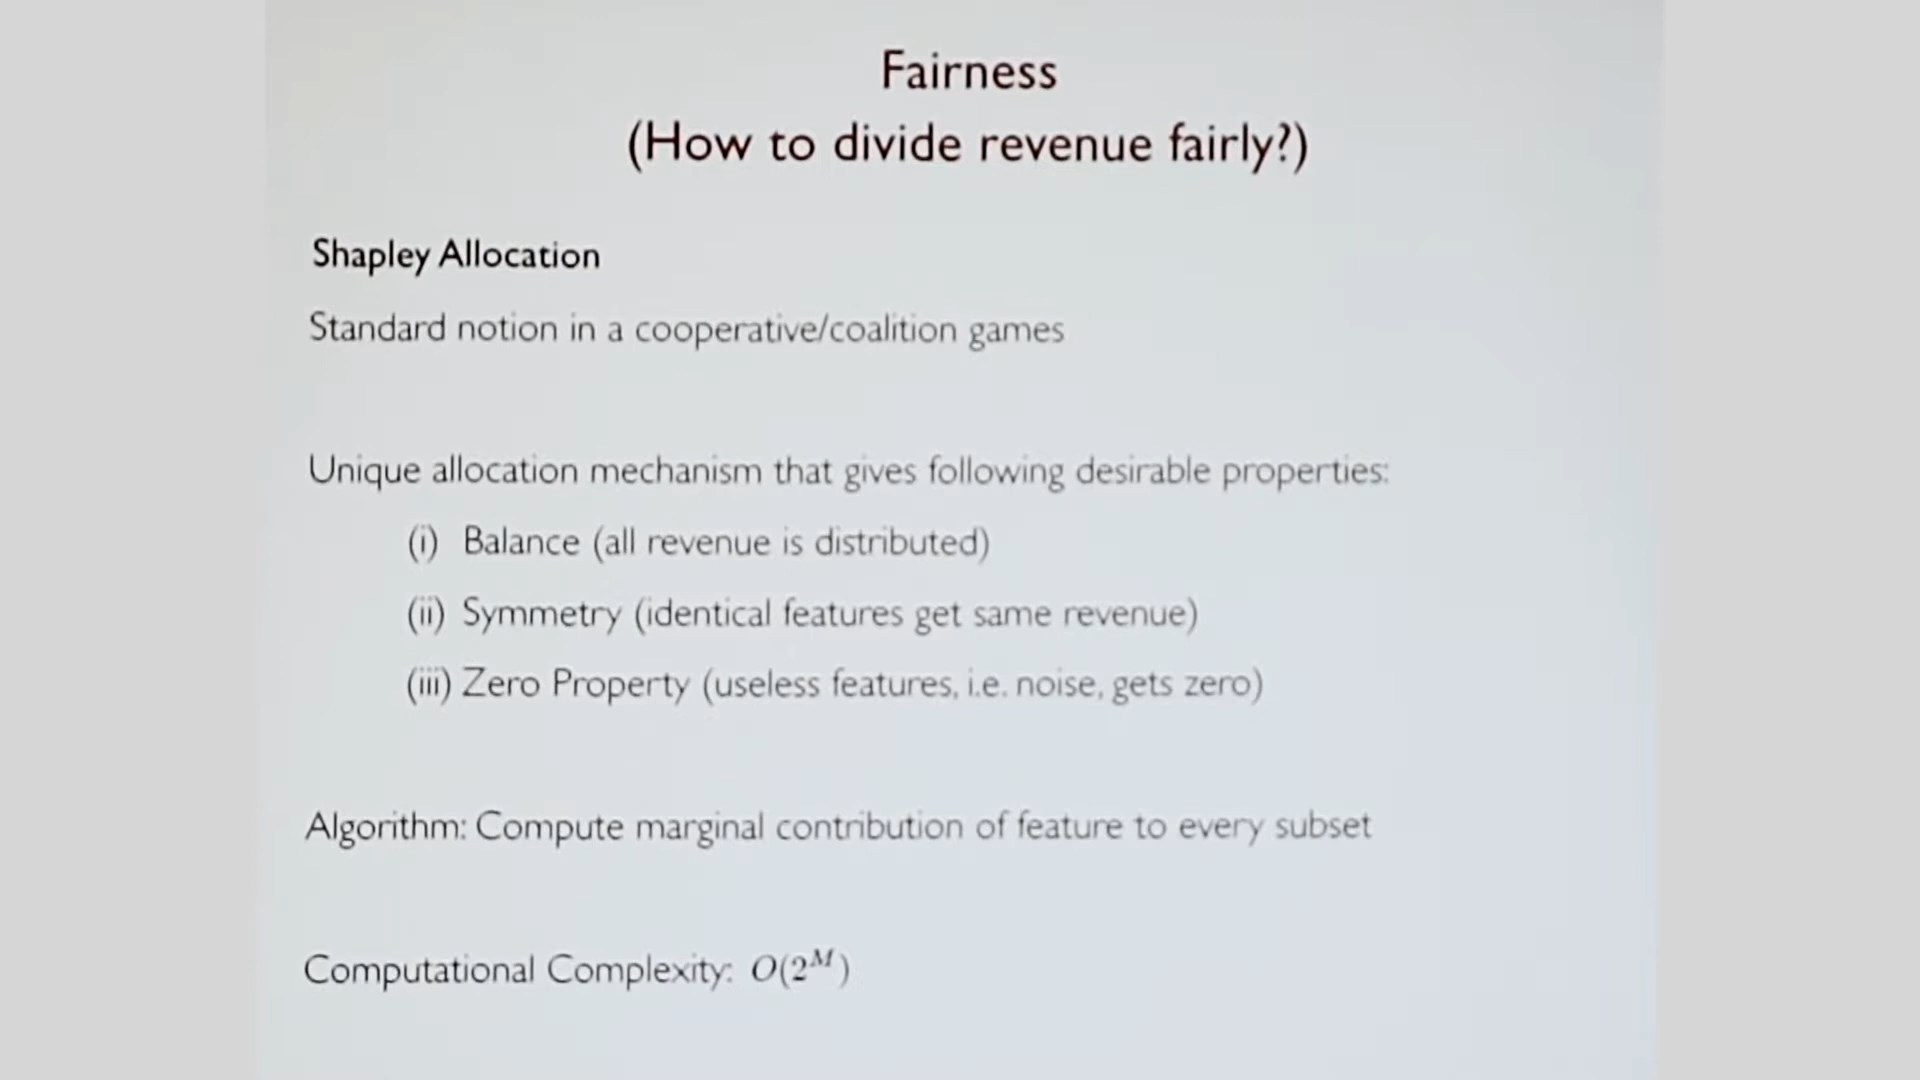 Fairness
(How to divide revenue fairly?)
Shapley Allocation
Standard notion in a cooperative/coalition games
Unique allocation mechanism that gives following desirable properties:
(i) Balance (all revenue is distributed)
(ii) Symmetry (identical features get same revenue)
(iii) Zero Property (useless features, i.e. noise, gets zero)
Algorithm: Compute marginal contribution of feature to every subset
Computational Complexity: $O(2^M)$